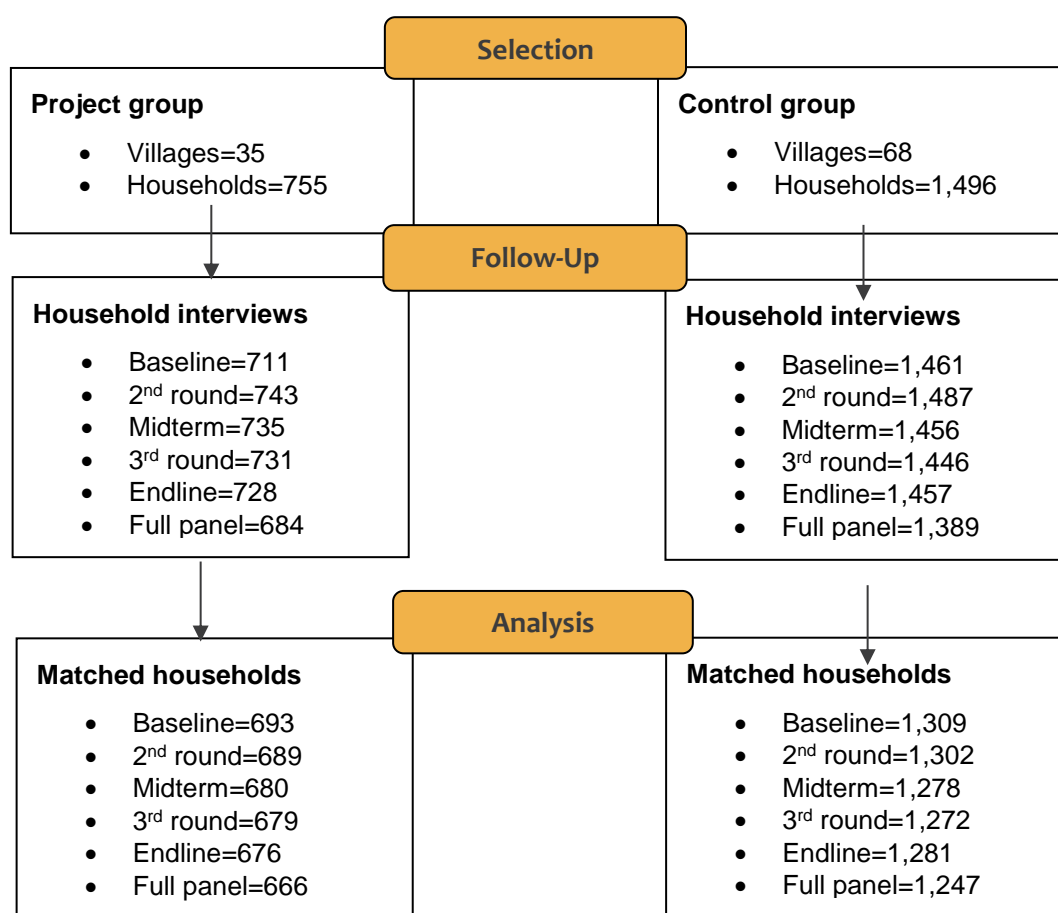 Selection
Project group
• Villages=35
• Households=755
Control group
• Villages=68
• Households=1,496
Follow-Up
Household interviews
• Baseline=711
• 2nd round=743
• Midterm=735
• 3rd round=731
• Endline=728
• Full panel=684
Household interviews
• Baseline=1,461
• 2nd round=1,487
• Midterm=1,456
• 3rd round=1,446
• Endline=1,457
• Full panel=1,389
Analysis
Matched households
• Baseline=693
• 2nd round=689
• Midterm=680
• 3rd round=679
• Endline=676
• Full panel=666
Matched households
• Baseline=1,309
• 2nd round=1,302
• Midterm=1,278
• 3rd round=1,272
• Endline=1,281
• Full panel=1,247